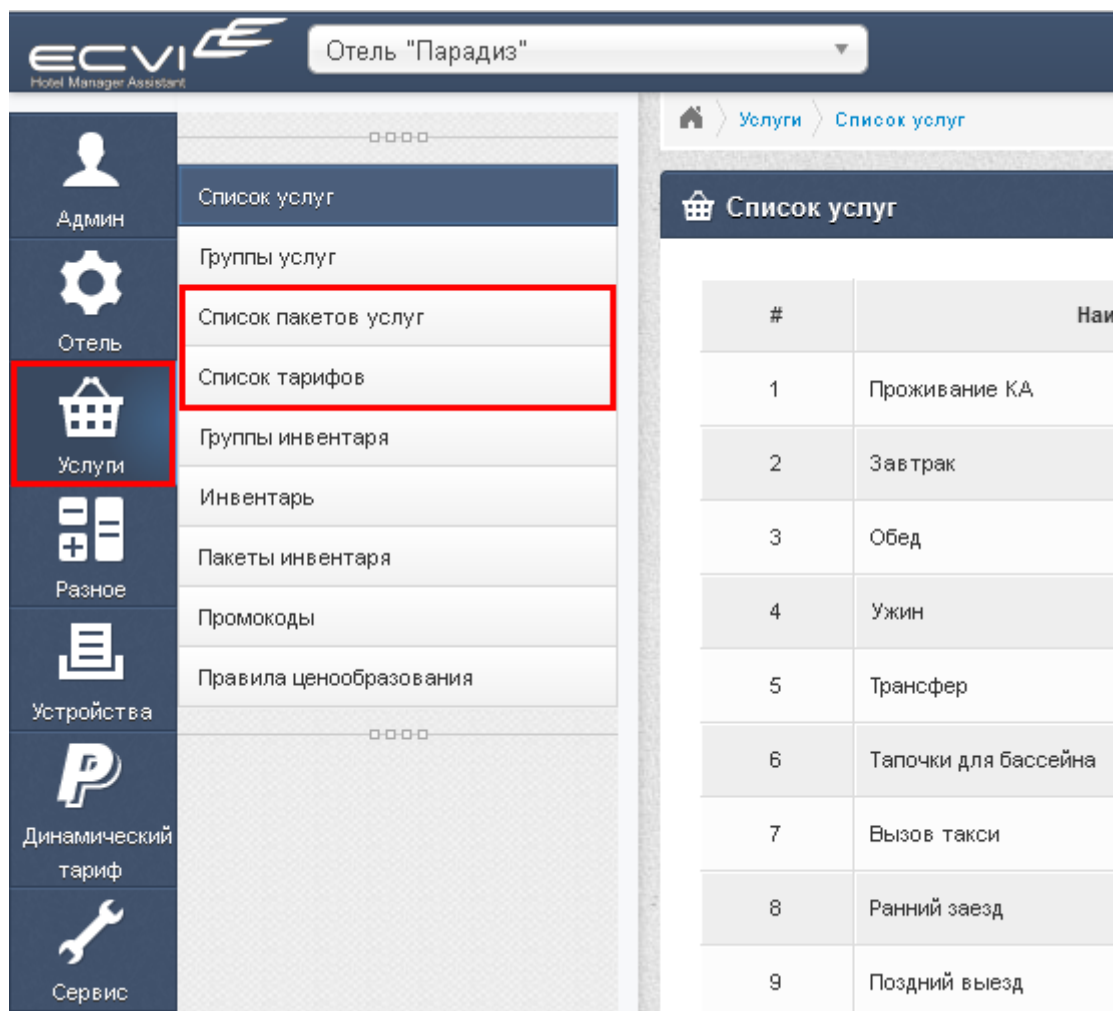 ECVI
Hotel Manager Assistant
Отель "Парадиз"
Админ
Отель
Услуги
Разное
Устройства
Динамический
тариф
Сервис
Список услуг
Группы услуг
Список пакетов услуг
Список тарифов
Группы инвентаря
Инвентарь
Пакеты инвентаря
Промокоды
Правила ценообразования
Услуги Список услуг
Список услуг
# Наи
1 Проживание КА
2 Завтрак
3 Обед
4 Ужин
5 Трансфер
6 Тапочки для бассейна
7 Вызов такси
8 Ранний заезд
9 Поздний выезд